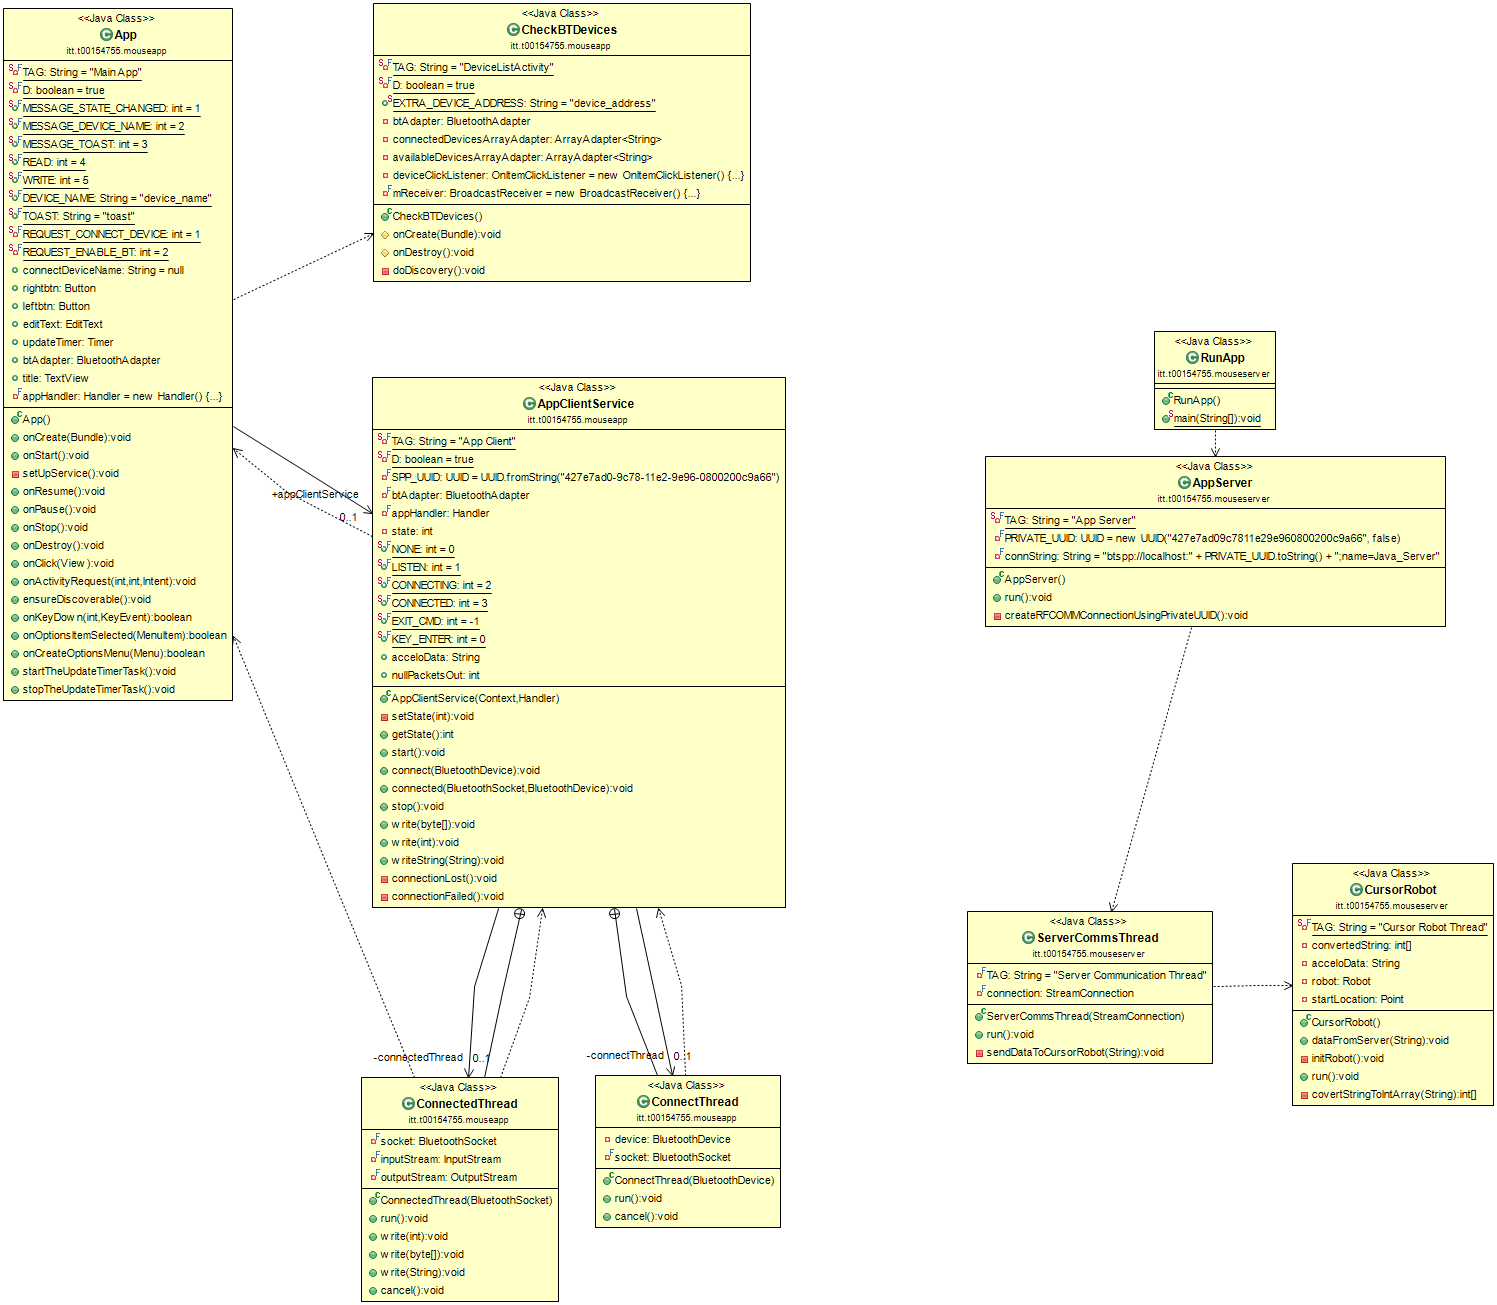 <<Java Class>>
App
itt.t00154755.mouseapp
TAG: String = "Main App"
D: boolean = true
MESSAGE_STATE_CHANGED: int = 1
MESSAGE_DEVICE_NAME: int = 2
MESSAGE_TOAST: int = 3
READ: int = 4
WRITE: int = 5
DEVICE_NAME: String = "device_name"
TOAST: String = "toast"
REQUEST_CONNECT_DEVICE: int = 1
REQUEST_ENABLE_BT: int = 2
connectDeviceName: String = null
rightbtn: Button
leftbtn: Button
editText: EditText
updateTimer: Timer
btAdapter: BluetoothAdapter
title: TextView
appHandler: Handler = new Handler() {...}
App()
onCreate(Bundle):void
onStart():void
setUpService():void
onResume():void
onPause():void
onStop():void
onDestroy():void
onClick(View):void
onActivityRequest(int,int,Intent):void
ensureDiscoverable():void
onKeyDown(int,KeyEvent):boolean
onOptionsItemSelected(MenuItem):boolean
onCreateOptionsMenu(Menu):boolean
startTheUpdateTimerTask():void
stopTheUpdateTimerTask():void
<<Java Class>>
CheckBTDevices
itt.t00154755.mouseapp
TAG: String = "DeviceListActivity"
D: boolean = true
EXTRA_DEVICE_ADDRESS: String = "device_address"
btAdapter: BluetoothAdapter
connectedDevicesArrayAdapter: ArrayAdapter<String>
availableDevicesArrayAdapter: ArrayAdapter<String>
deviceClickListener: OnItemClickListener = new OnItemClickListener() {...}
mReceiver: BroadcastReceiver = new BroadcastReceiver() {...}
CheckBTDevices()
onCreate(Bundle):void
onDestroy():void
doDiscovery():void
+appClientService
0..1
<<Java Class>>
AppClientService
itt.t00154755.mouseapp
TAG: String = "App Client"
D: boolean = true
SPP_UUID: UUID = UUID.fromString("427e7ad0-9c78-11e2-9e96-0800200c9a66")
btAdapter: BluetoothAdapter
appHandler: Handler
state: int
NONE: int = 0
LISTEN: int = 1
CONNECTING: int = 2
CONNECTED: int = 3
EXIT_CMD: int = -1
KEY_ENTER: int = 0
acceloData: String
nullPacketsOut: int
AppClientService(Context,Handler)
setState(int):void
getState():int
start():void
connect(BluetoothDevice):void
connected(BluetoothSocket,BluetoothDevice):void
stop():void
write(byte[]):void
write(int):void
writeString(String):void
connectionLost():void
connectionFailed():void
-connectedThread 0..1
-connectThread 0..1
<<Java Class>>
ConnectedThread
itt.t00154755.mouseapp
socket: BluetoothSocket
inputStream: InputStream
outputStream: OutputStream
ConnectedThread(BluetoothSocket)
run():void
write(int):void
write(byte[]):void
write(String):void
cancel():void
<<Java Class>>
ConnectThread
itt.t00154755.mouseapp
device: BluetoothDevice
socket: BluetoothSocket
ConnectThread(BluetoothDevice)
run():void
cancel():void
<<Java Class>>
RunApp
itt.t00154755.mouseserver
RunApp()
main(String[]):void
<<Java Class>>
AppServer
itt.t00154755.mouseserver
TAG: String = "App Server"
PRIVATE_UUID: UUID = new UUID("427e7ad09c7811e29e960800200c9a66", false)
connString: String = "btspp://localhost:" + PRIVATE_UUID.toString() + ";name=Java_Server"
AppServer()
run():void
createRFCOMMConnectionUsingPrivateUUID():void
<<Java Class>>
ServerCommsThread
itt.t00154755.mouseserver
TAG: String = "Server Communication Thread"
connection: StreamConnection
ServerCommsThread(StreamConnection)
run():void
sendDataToCursorRobot(String):void
<<Java Class>>
CursorRobot
itt.t00154755.mouseserver
TAG: String = "Cursor Robot Thread"
convertedString: int[]
acceloData: String
robot: Robot
startLocation: Point
CursorRobot()
dataFromServer(String):void
initRobot():void
run():void
covertStringToIntArray(String):int[]